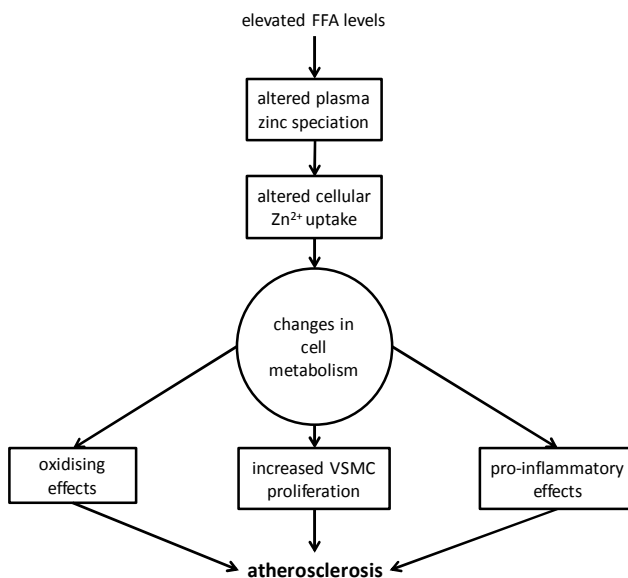 elevated FFA levels
altered plasma
zinc speciation
altered cellular
Zn²⁺ uptake
changes in
cell
metabolism
oxidising
effects
increased VSMC
proliferation
pro-inflammatory
effects
atherosclerosis